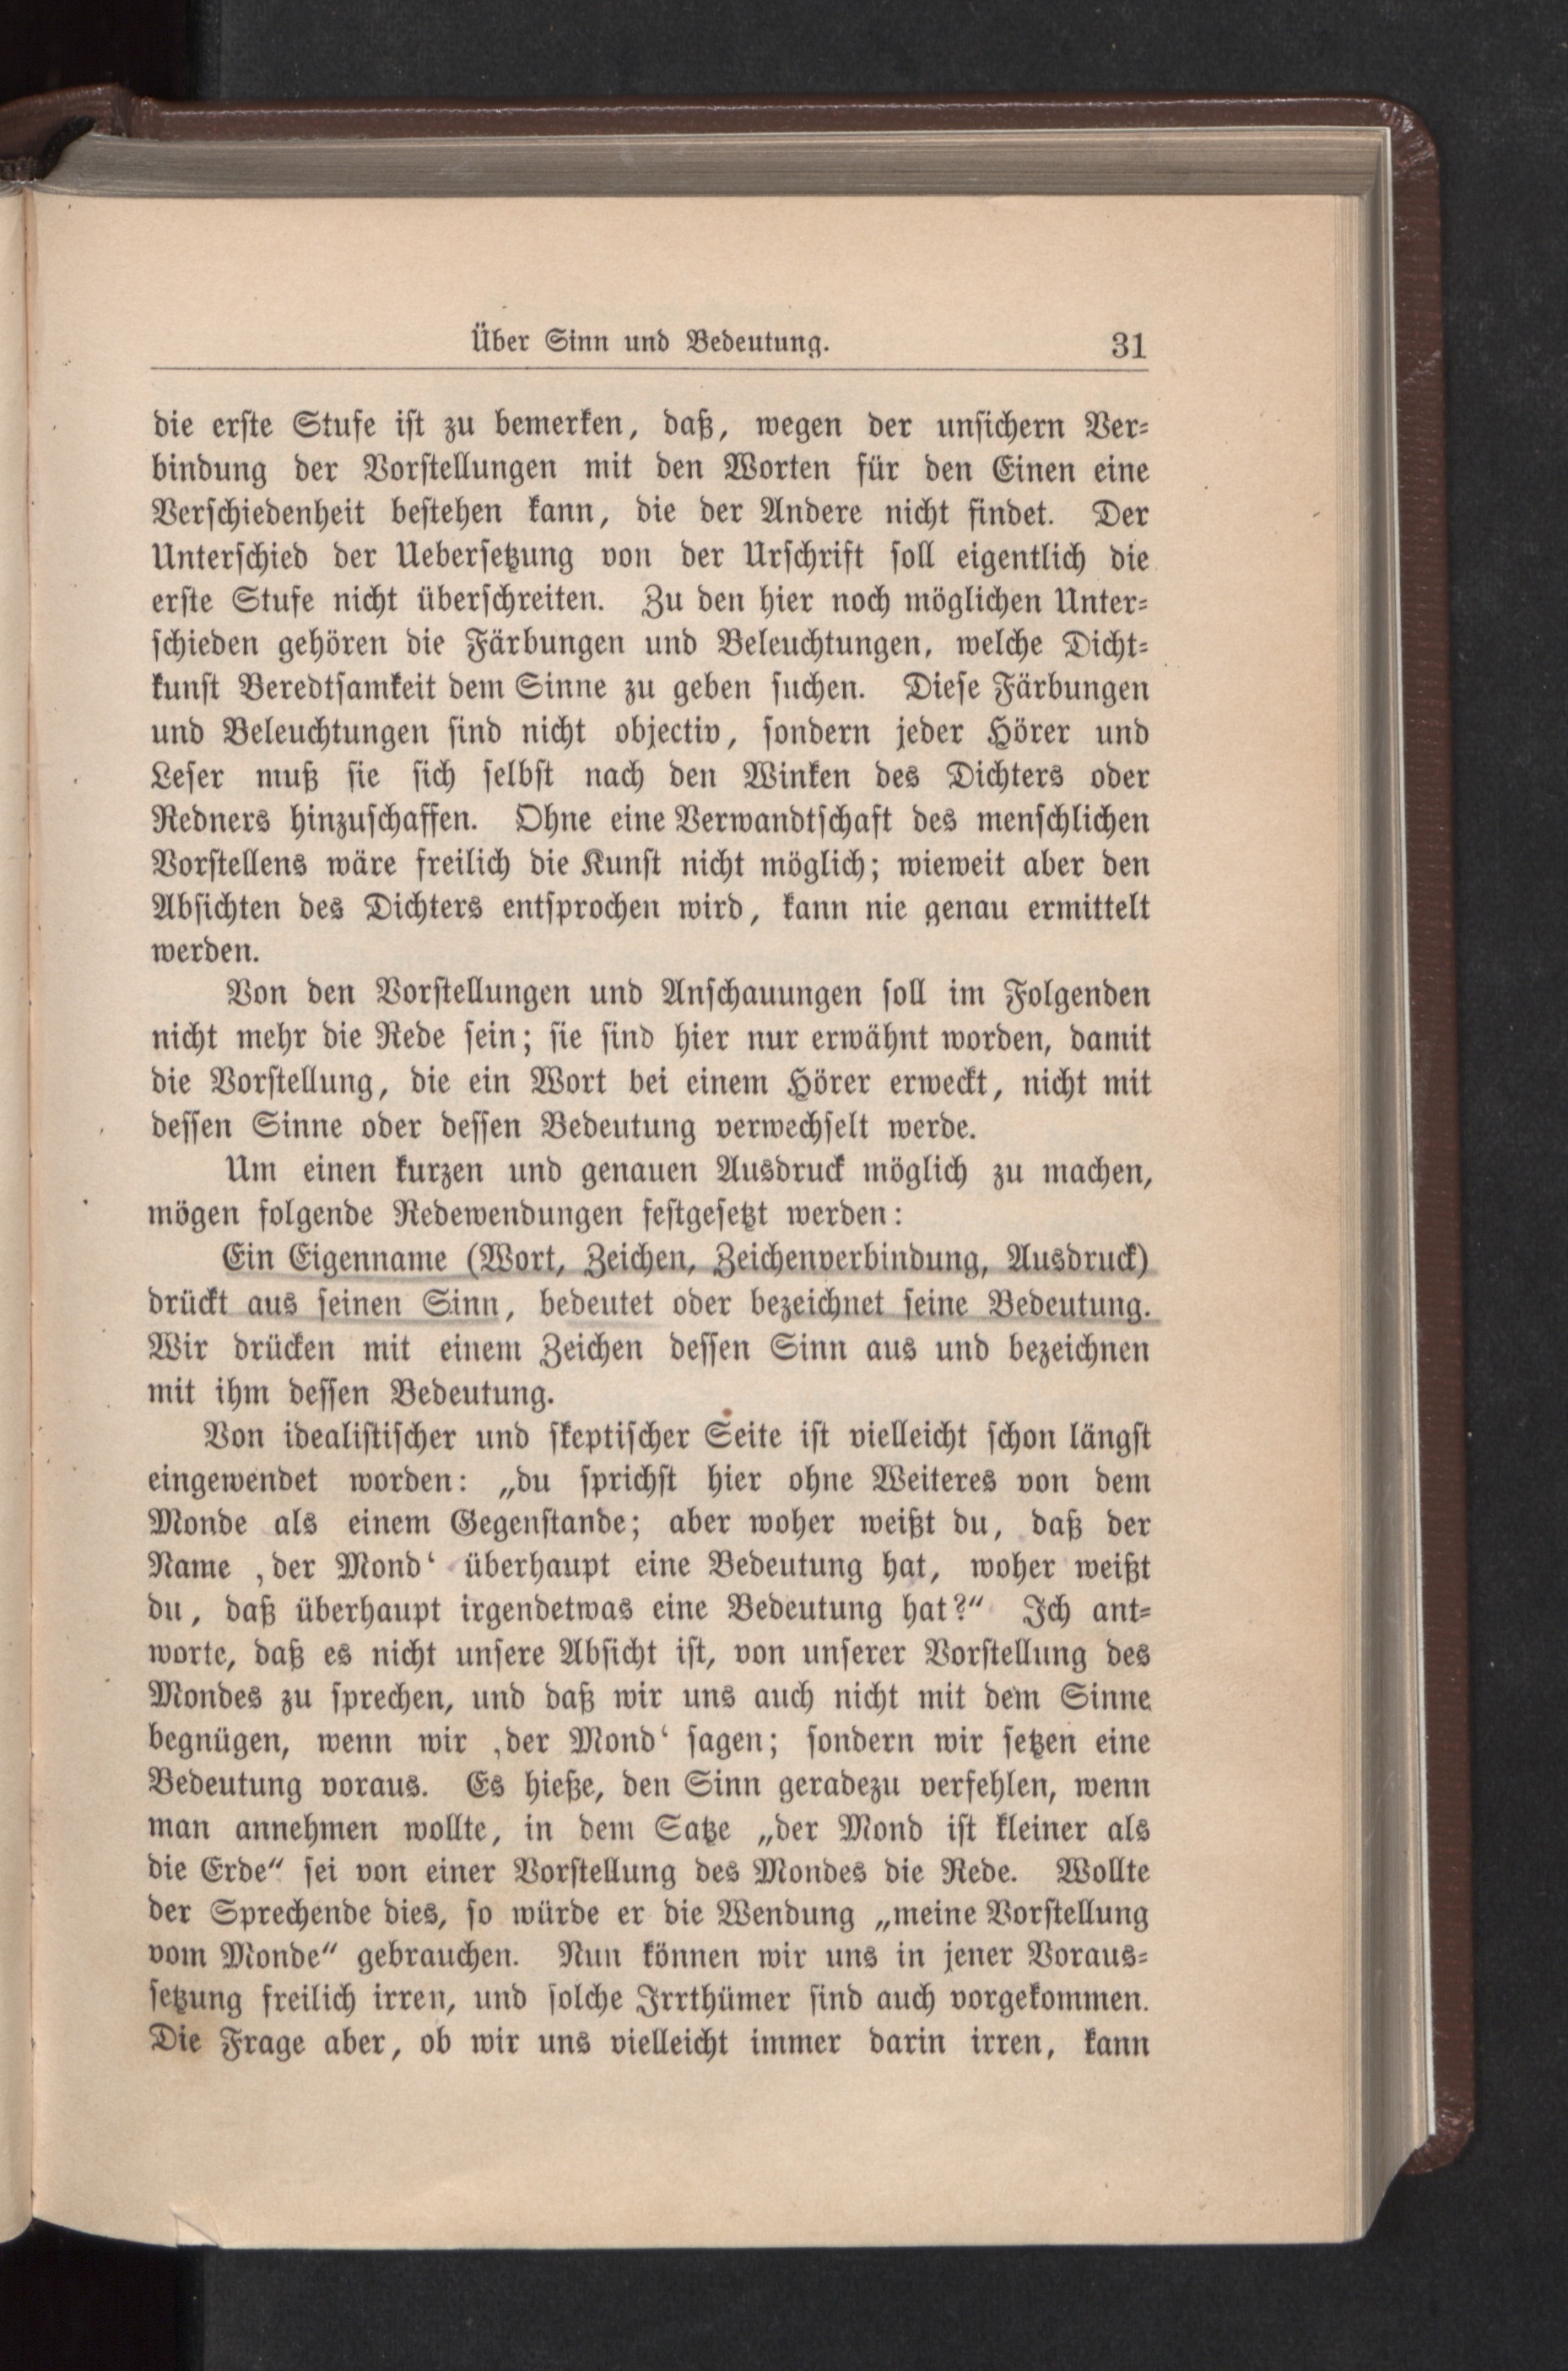 Über Sinn und Bedeutung. 31
die erste Stufe ist zu bemerken, daß, wegen der unsichern Ver-
bindung der Vorstellungen mit den Worten für den Einen eine
Verschiedenheit bestehen kann, die der Andere nicht findet. Der
Unterschied der Uebersetzung von der Urschrift soll eigentlich die
erste Stufe nicht überschreiten. Zu den hier noch möglichen Unter-
schieden gehören die Färbungen und Beleuchtungen, welche Dicht-
kunst Beredtsamkeit dem Sinne zu geben suchen. Diese Färbungen
und Beleuchtungen sind nicht objectiv, sondern jeder Hörer und
Leser muß sie sich selbst nach den Winken des Dichters oder
Redners hinzuschaffen. Ohne eine Verwandtschaft des menschlichen
Vorstellens wäre freilich die Kunst nicht möglich; wieweit aber den
Absichten des Dichters entsprochen wird, kann nie genau ermittelt
werden.
Von den Vorstellungen und Anschauungen soll im Folgenden
nicht mehr die Rede sein; sie sind hier nur erwähnt worden, damit
die Vorstellung, die ein Wort bei einem Hörer erweckt, nicht mit
dessen Sinne oder dessen Bedeutung verwechselt werde.
Um einen kurzen und genauen Ausdruck möglich zu machen,
mögen folgende Redewendungen festgesetzt werden:
Ein Eigenname (Wort, Zeichen, Zeichenverbindung, Ausdruck)
drückt aus seinen Sinn, bedeutet oder bezeichnet seine Bedeutung.
Wir drücken mit einem Zeichen dessen Sinn aus und bezeichnen
mit ihm dessen Bedeutung.
Von idealistischer und skeptischer Seite ist vielleicht schon längst
eingewendet worden: „du sprichst hier ohne Weiteres von dem
Monde als einem Gegenstande; aber woher weißt du, daß der
Name ‚der Mond‘ überhaupt eine Bedeutung hat, woher weißt
du, daß überhaupt irgendetwas eine Bedeutung hat?“ Ich ant-
worte, daß es nicht unsere Absicht ist, von unserer Vorstellung des
Mondes zu sprechen, und daß wir uns auch nicht mit dem Sinne
begnügen, wenn wir ‚der Mond‘ sagen; sondern wir setzen eine
Bedeutung voraus. Es hieße, den Sinn geradezu verfehlen, wenn
man annehmen wollte, in dem Satze „der Mond ist kleiner als
die Erde“ sei von einer Vorstellung des Mondes die Rede. Wollte
der Sprechende dies, so würde er die Wendung „meine Vorstellung
vom Monde“ gebrauchen. Nun können wir uns in jener Voraus-
setzung freilich irren, und solche Irrthümer sind auch vorgekommen.
Die Frage aber, ob wir uns vielleicht immer darin irren, kann